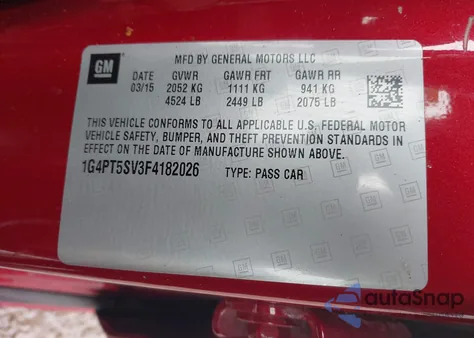 GM
MFD BY GENERAL MOTORS LLC
DATE GVWR GAWR FRT GAWR RR
03/15 2052 KG 1111 KG 941 KG
4524 LB 2449 LB 2075 LB
THIS VEHICLE CONFORMS TO ALL APPLICABLE U.S. FEDERAL MOTOR
VEHICLE SAFETY, BUMPER, AND THEFT PREVENTION STANDARDS IN
EFFECT ON THE DATE OF MANUFACTURE SHOWN ABOVE.
1G4PT5SV3F4182026 TYPE: PASS CAR
autoSnap